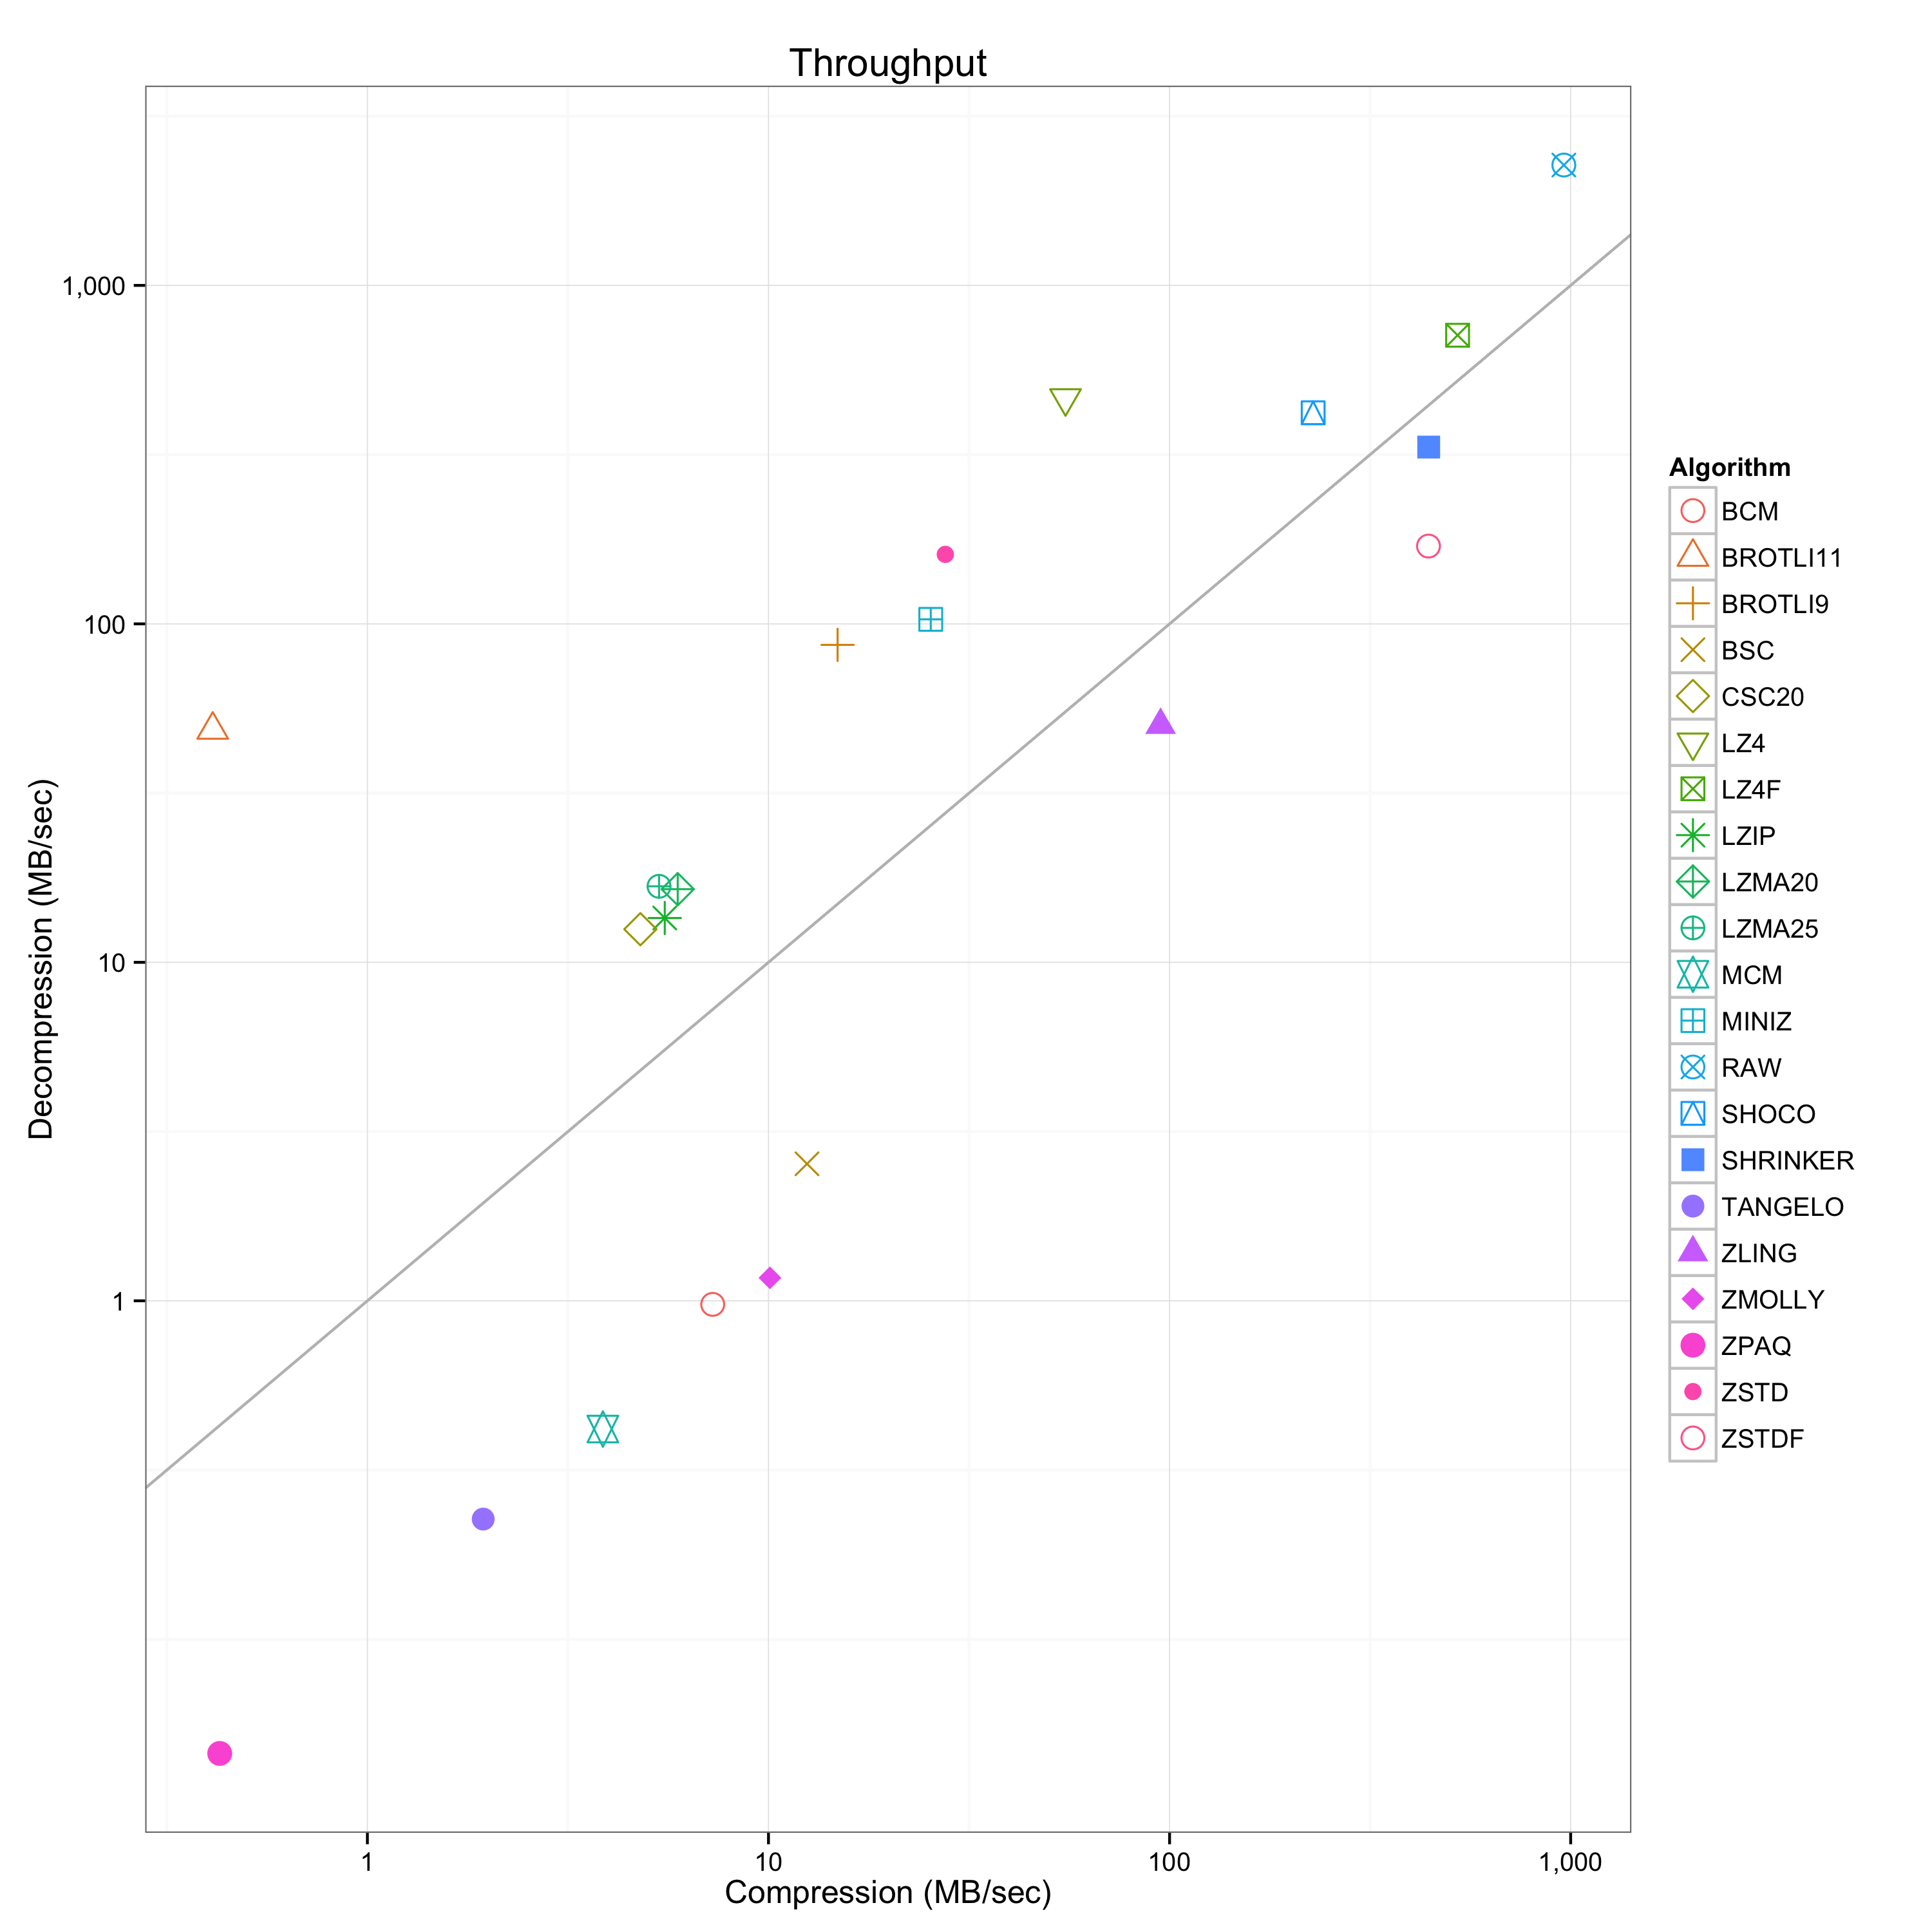 Throughput
Decompression (MB/sec)
1,000
100
10
1
1
10
100
1,000
Compression (MB/sec)
Algorithm
BCM
BROTLI11
BROTLI9
BSC
CSC20
LZ4
LZ4F
LZIP
LZMA20
LZMA25
MCM
MINIZ
RAW
SHOCO
SHRINKER
TANGELO
ZLING
ZMOLLY
ZPAQ
ZSTD
ZSTDF